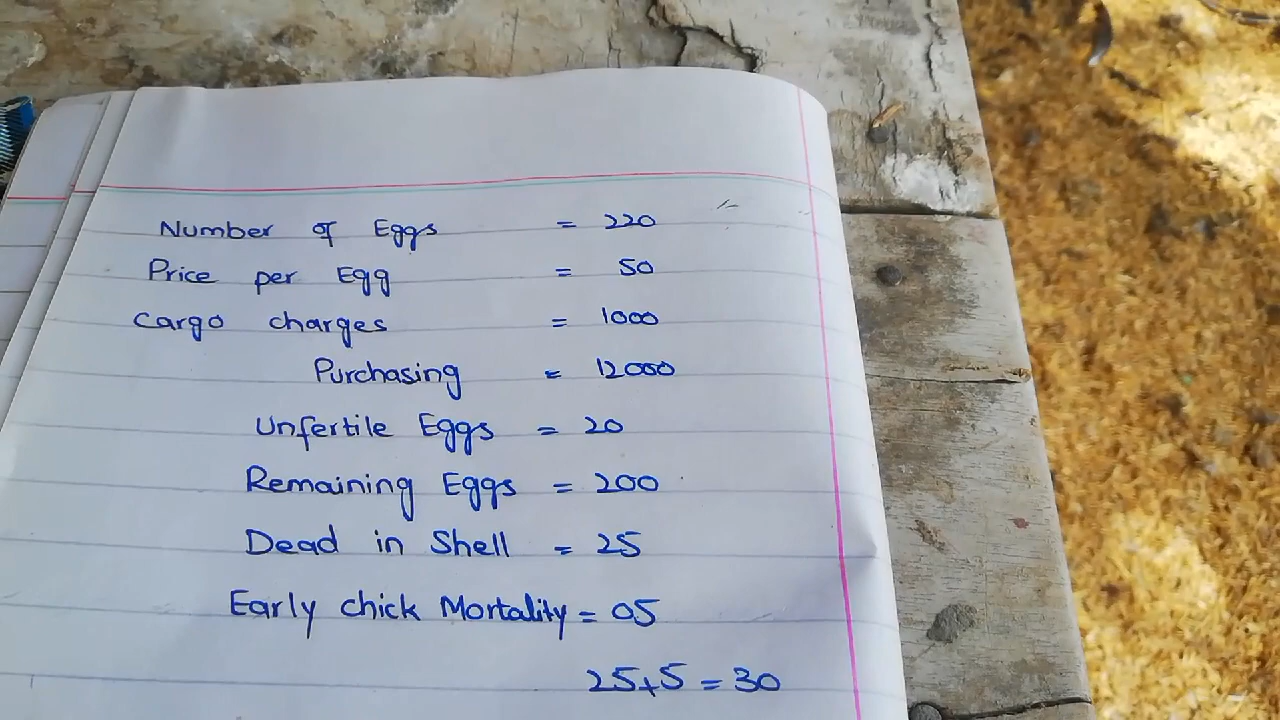 Number of Eggs = 220
Price per Egg = 50
Cargo charges = 1000
Purchasing = 12000
Unfertile Eggs = 20
Remaining Eggs = 200
Dead in Shell = 25
Early chick Mortality = 05
25+5 = 30